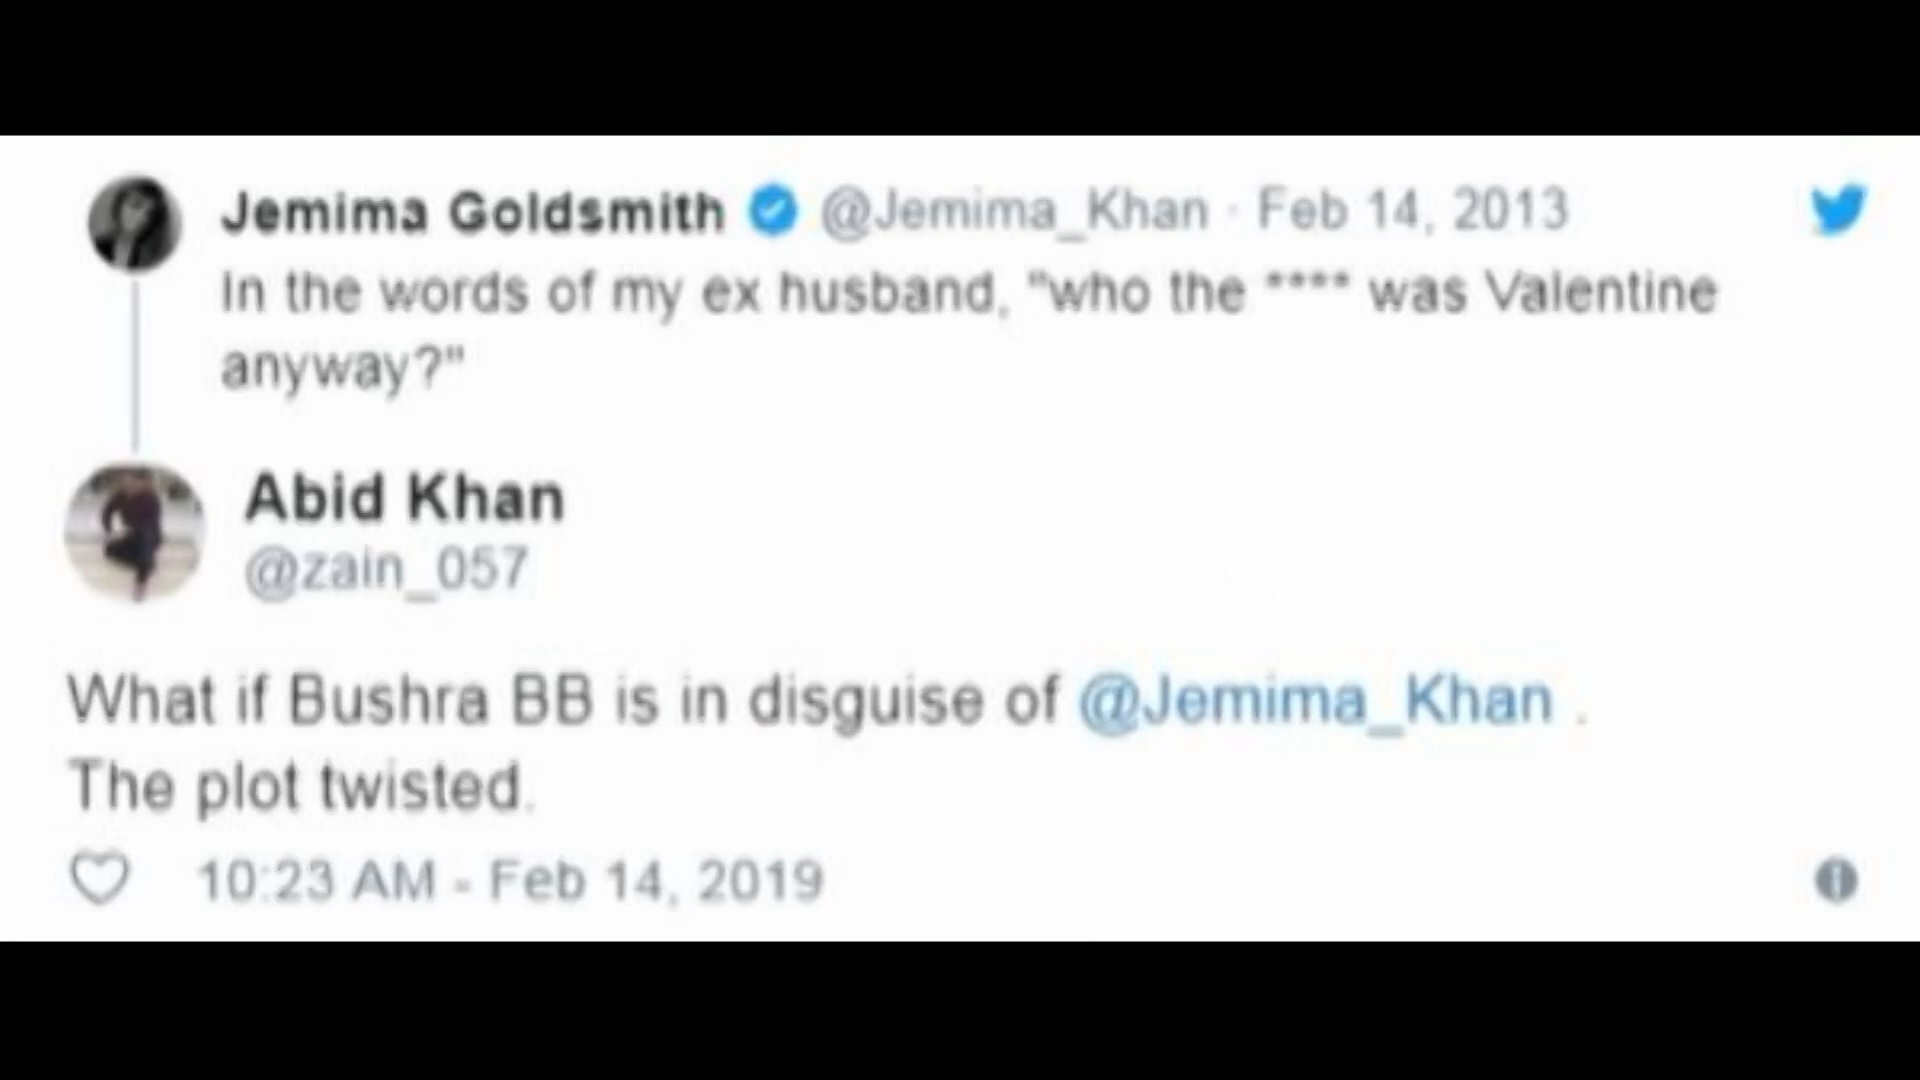 Jemima Goldsmith @Jemima_Khan · Feb 14, 2013
In the words of my ex husband, "who the **** was Valentine
anyway?"
Abid Khan
@zain_057
What if Bushra BB is in disguise of @Jemima_Khan .
The plot twisted.
10:23 AM - Feb 14, 2019